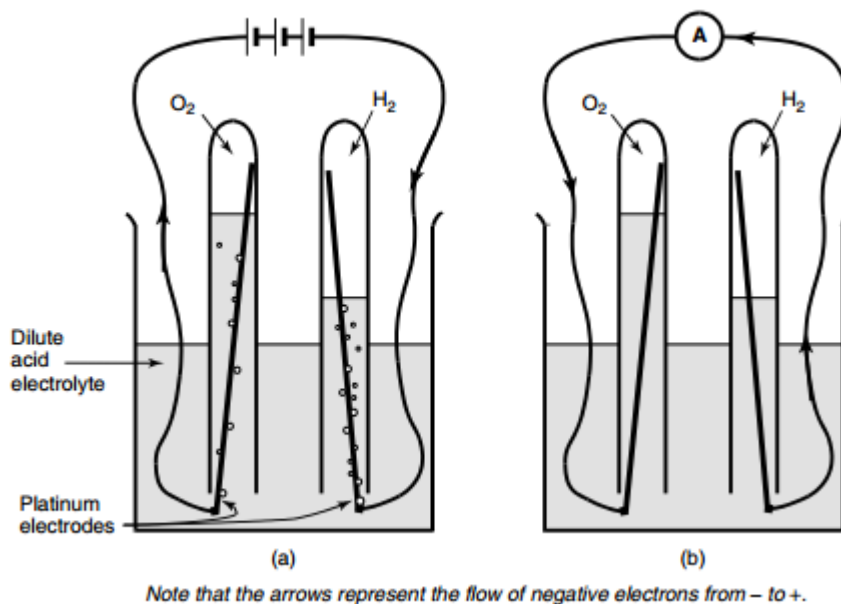 A
O2
H2
O2
H2
Dilute
acid
electrolyte
Platinum
electrodes
(a)
(b)
Note that the arrows represent the flow of negative electrons from – to +.